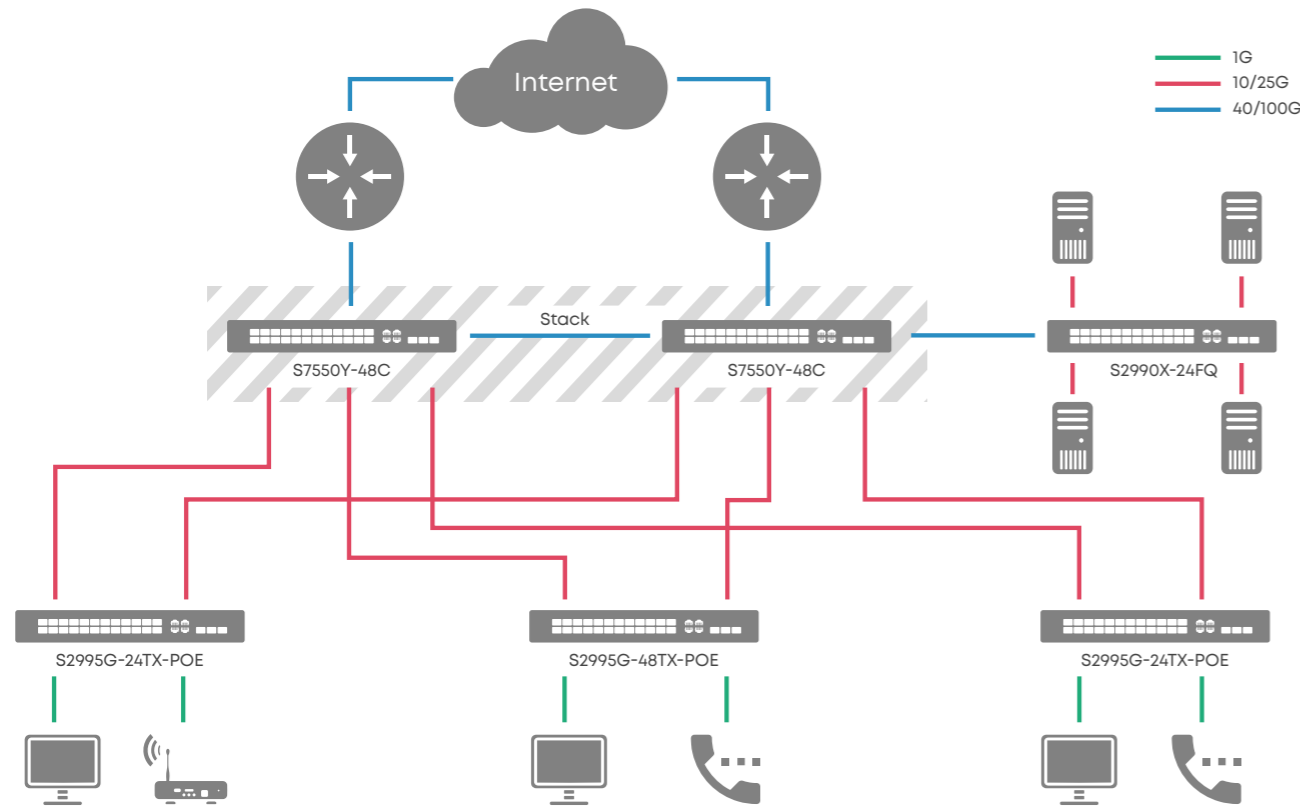 Internet
1G
10/25G
40/100G
Stack
S7550Y-48C
S7550Y-48C
S2990X-24FQ
S2995G-24TX-POE
S2995G-48TX-POE
S2995G-24TX-POE